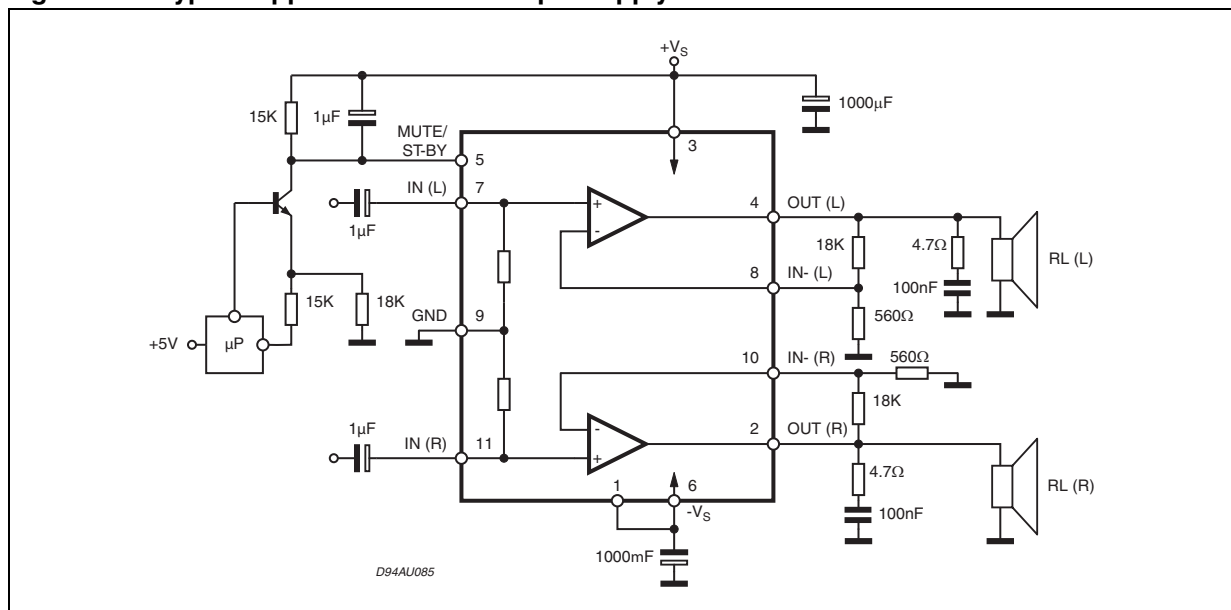 +VS
15K
1µF
1000µF
MUTE/
ST-BY
5
3
IN (L)
7
1µF
+
-
4
OUT (L)
18K
4.7Ω
RL (L)
8
IN- (L)
100nF
560Ω
15K
18K
GND
9
+5V
µP
10
IN- (R)
560Ω
18K
1µF
IN (R)
11
-
+
2
OUT (R)
4.7Ω
RL (R)
1
6
-VS
100nF
1000mF
D94AU085